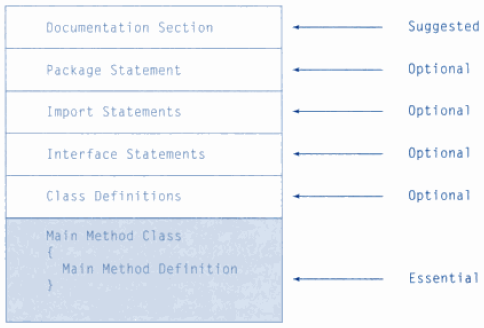 Documentation Section Suggested
Package Statement Optional
Import Statements Optional
Interface Statements Optional
Class Definitions Optional
Main Method Class
{
Main Method Definition
}
Essential